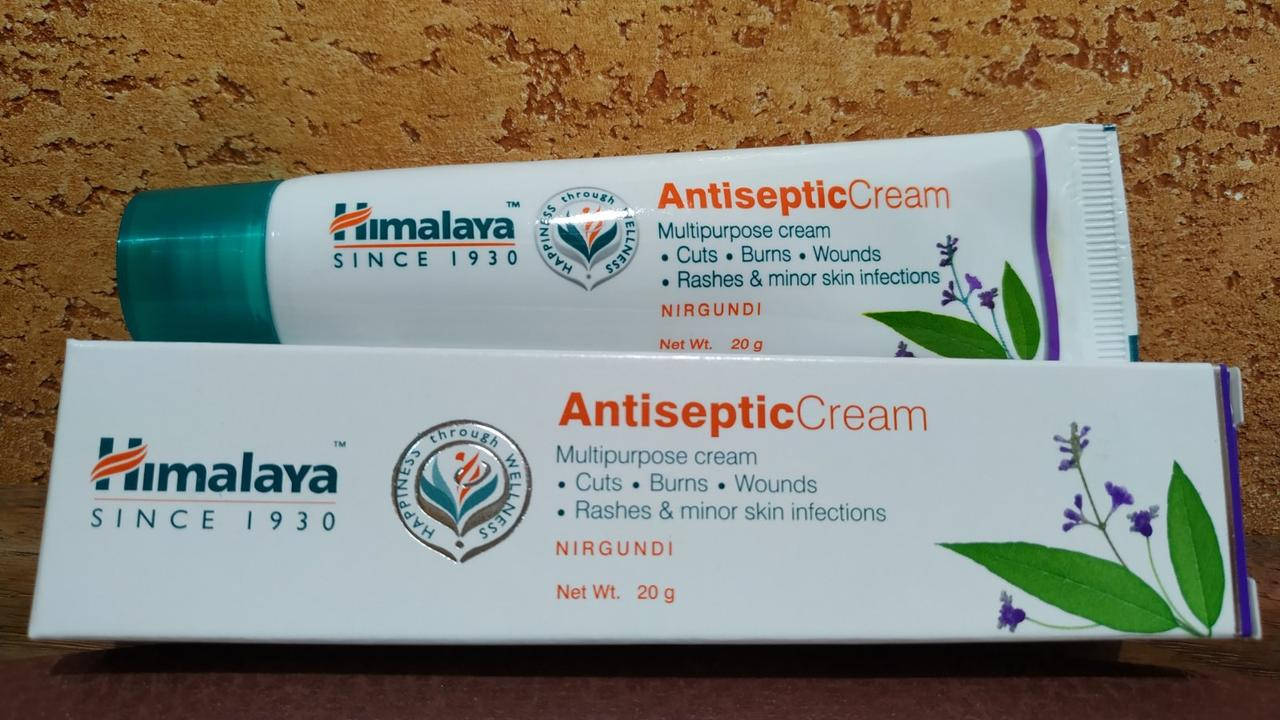 Himalaya™
SINCE 1930
HAPPINESS through WELLNESS
AntisepticCream
Multipurpose cream
• Cuts • Burns • Wounds
• Rashes & minor skin infections
NIRGUNDI
Net Wt. 20 g
Himalaya™
SINCE 1930
HAPPINESS through WELLNESS
AntisepticCream
Multipurpose cream
• Cuts • Burns • Wounds
• Rashes & minor skin infections
NIRGUNDI
Net Wt. 20 g